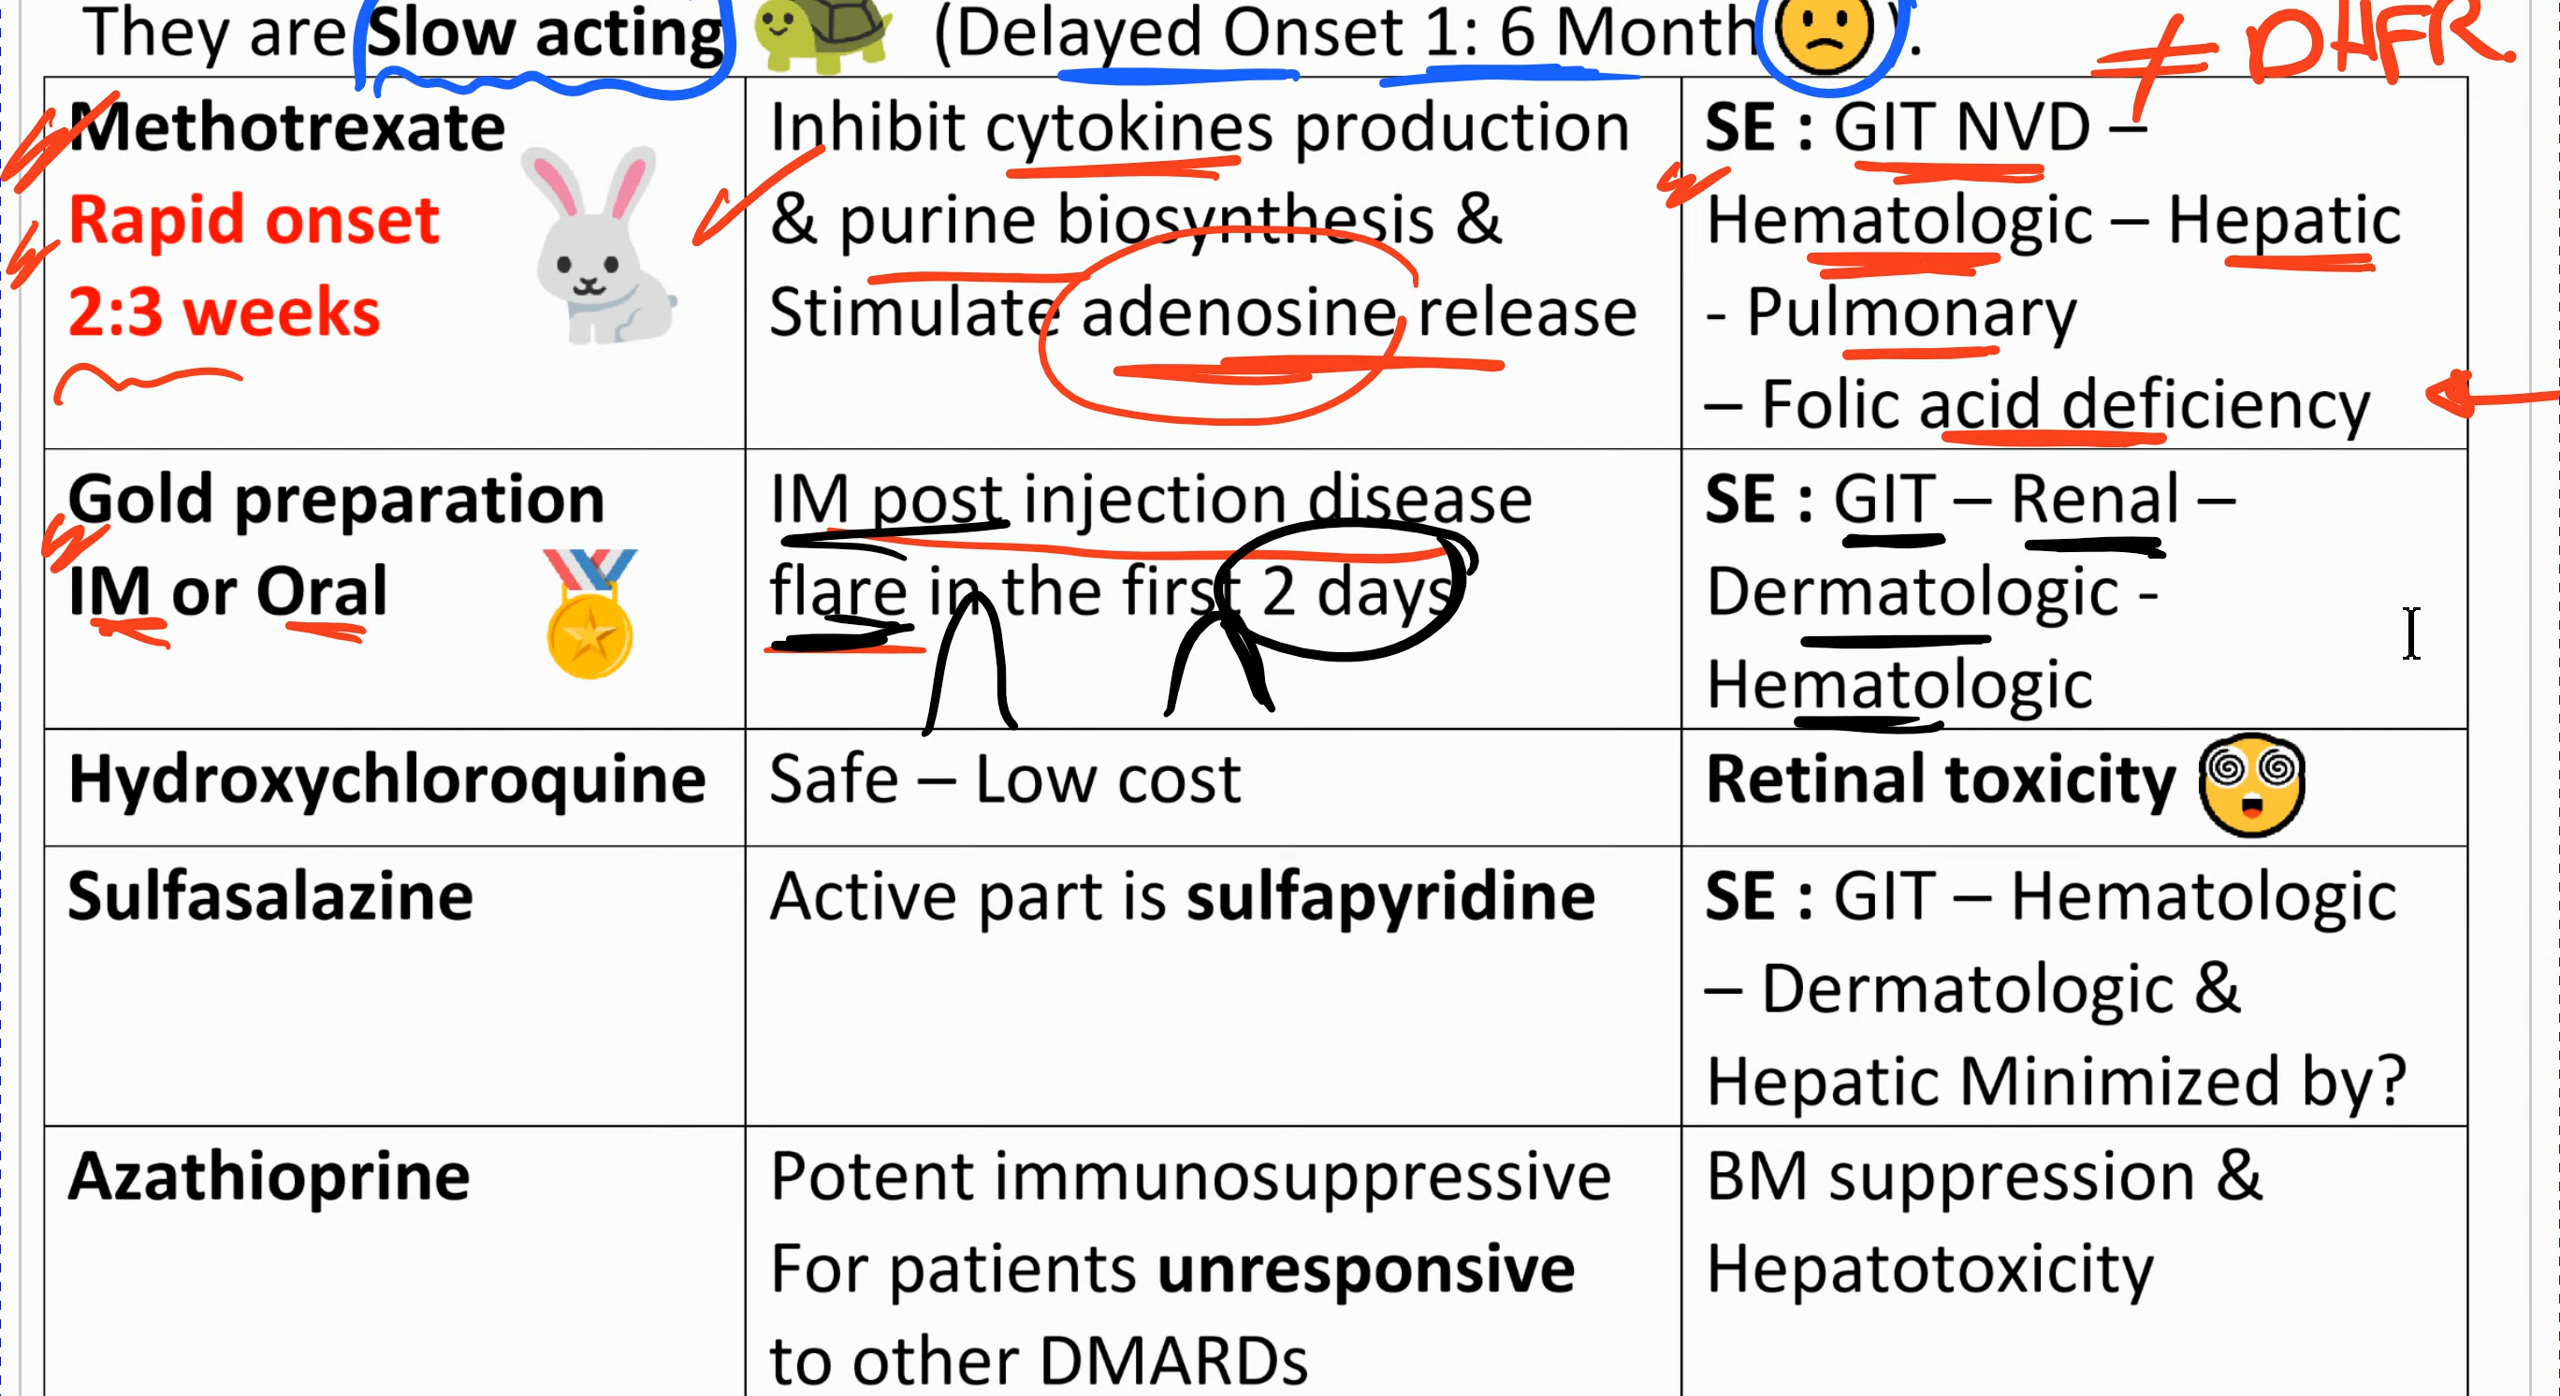 They are Slow acting (Delayed Onset 1: 6 Month ).
≠ DHFR.
Methotrexate
Rapid onset
2:3 weeks
Inhibit cytokines production
& purine biosynthesis &
Stimulate adenosine release
SE : GIT NVD –
Hematologic – Hepatic
- Pulmonary
– Folic acid deficiency
Gold preparation
IM or Oral
IM post injection disease
flare in the first 2 days
SE : GIT – Renal –
Dermatologic -
Hematologic
Hydroxychloroquine
Safe – Low cost
Retinal toxicity
Sulfasalazine
Active part is sulfapyridine
SE : GIT – Hematologic
– Dermatologic &
Hepatic Minimized by?
Azathioprine
Potent immunosuppressive
For patients unresponsive
to other DMARDs
BM suppression &
Hepatotoxicity